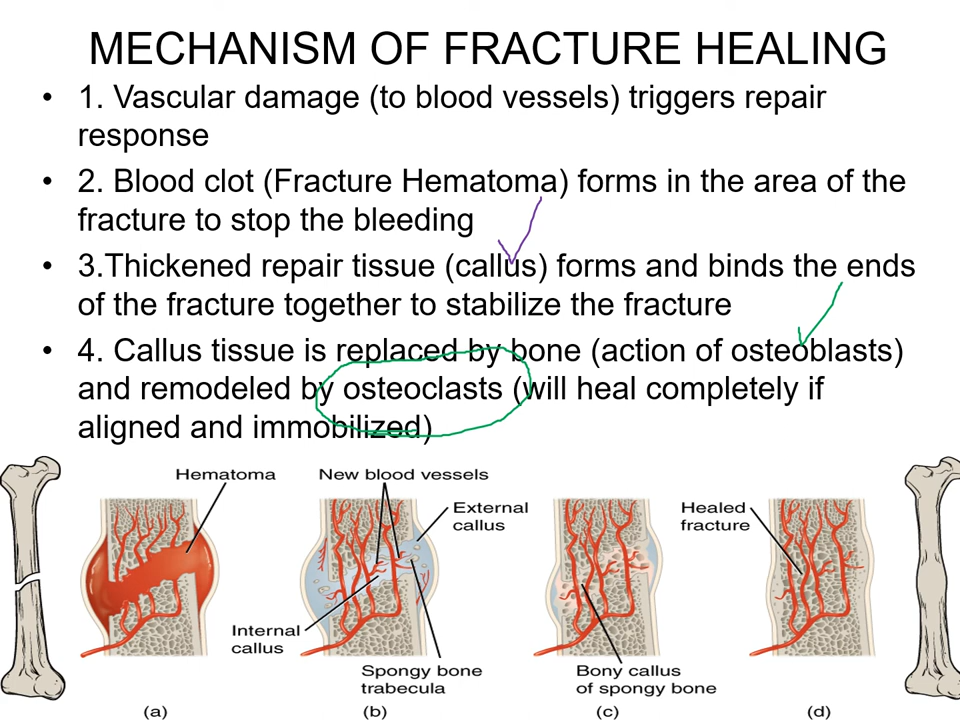 MECHANISM OF FRACTURE HEALING
• 1. Vascular damage (to blood vessels) triggers repair
response
• 2. Blood clot (Fracture Hematoma) forms in the area of the
fracture to stop the bleeding
• 3.Thickened repair tissue (callus) forms and binds the ends
of the fracture together to stabilize the fracture
• 4. Callus tissue is replaced by bone (action of osteoblasts)
and remodeled by osteoclasts (will heal completely if
aligned and immobilized)
Hematoma
New blood vessels
External
callus
Healed
fracture
Internal
callus
Spongy bone
trabecula
Bony callus
of spongy bone
(a)
(b)
(c)
(d)